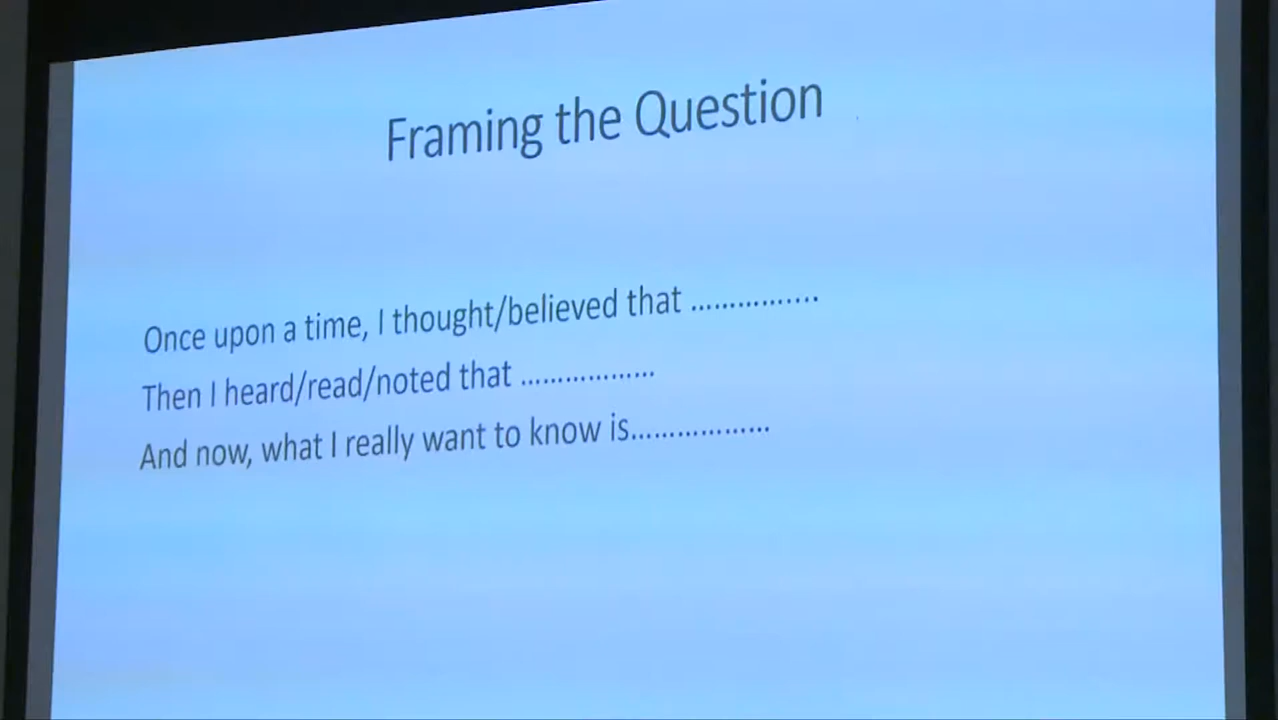 Framing the Question
Once upon a time, I thought/believed that ................
Then I heard/read/noted that ..................
And now, what I really want to know is...................